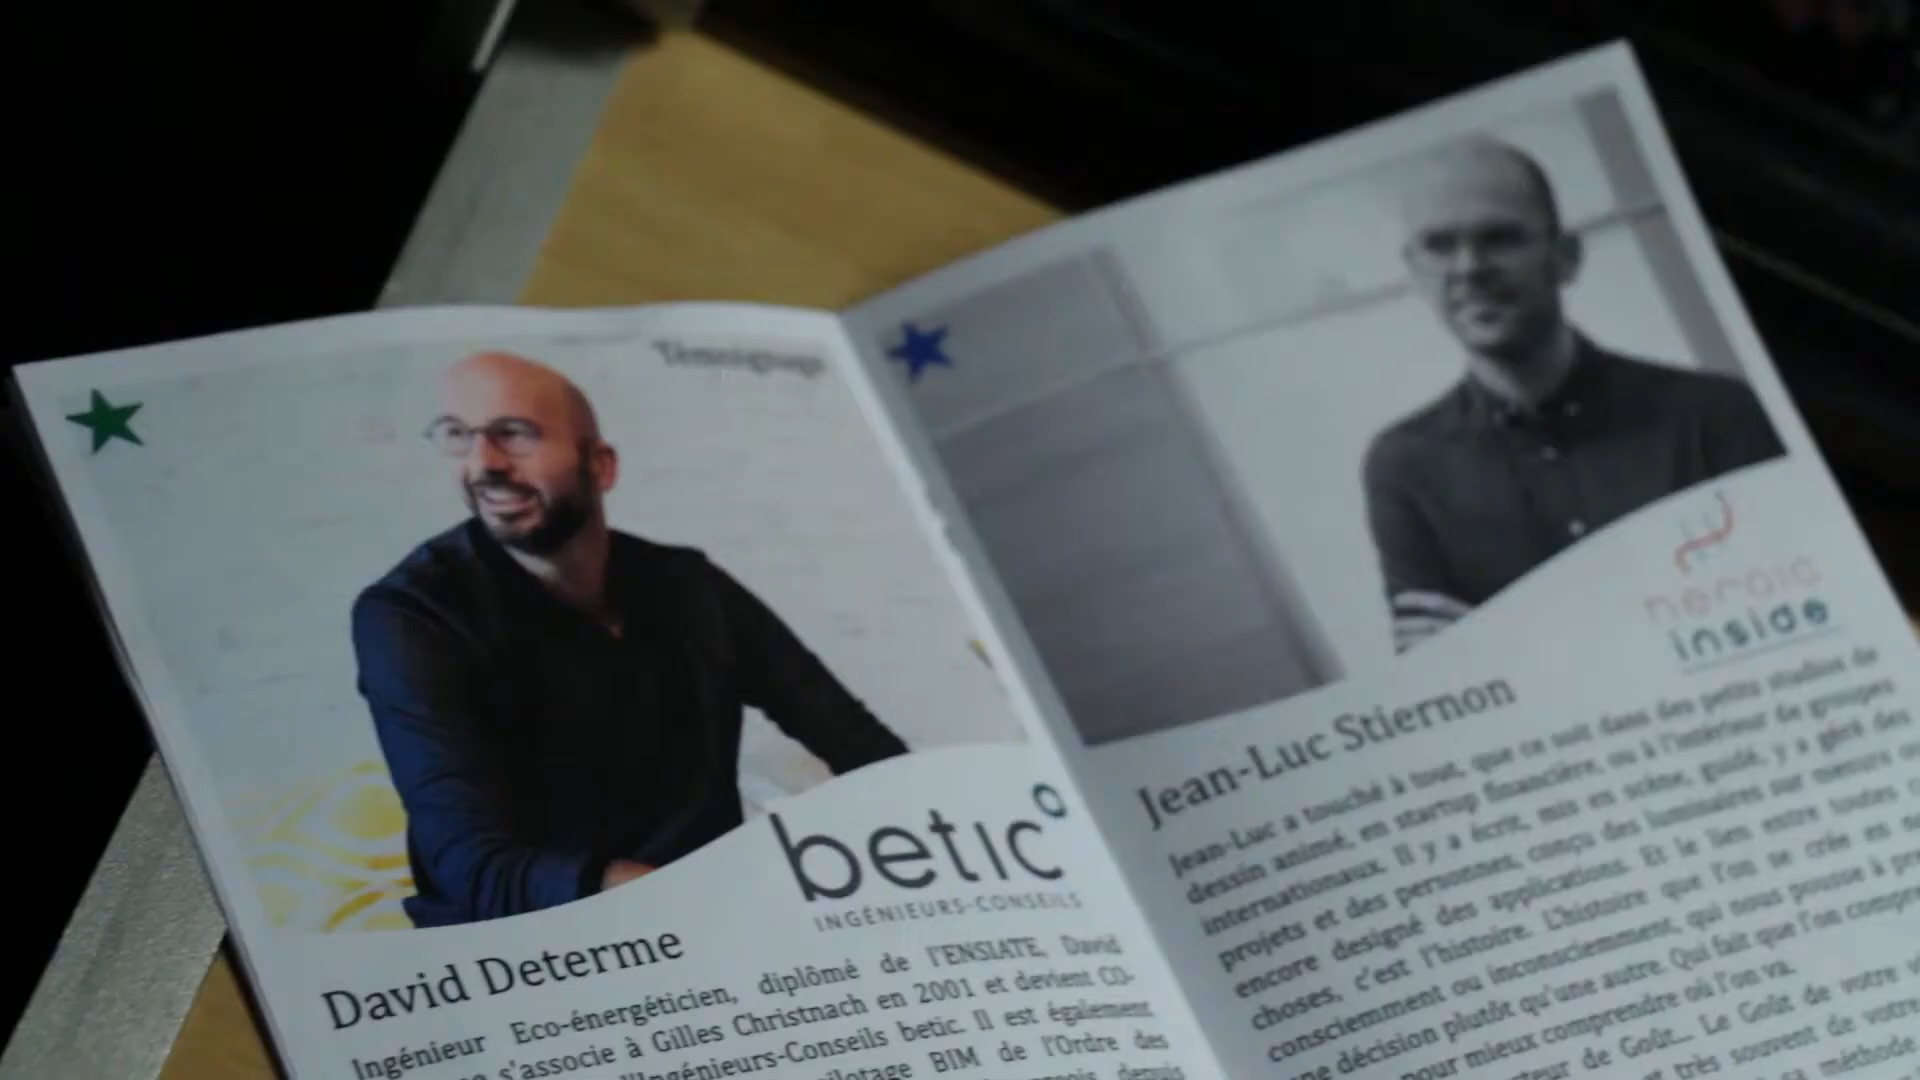 Témoignage
betic
INGÉNIEURS-CONSEILS
David Determe
Ingénieur Eco-énergéticien, diplômé de l'ENSIATE, David
s'associe à Gilles Christnach en 2001 et devient co-
d'Ingénieurs-Conseils betic. Il est également
pilotage BIM de l'Ordre des
depuis
heroic
inside
Jean-Luc Stiernon
Jean-Luc a touché à tout, que ce soit dans des petits studios de
dessin animé, en startup financière, ou à l'intérieur de groupes
internationaux. Il y a écrit, mis en scène, guidé, y a géré des
projets et des personnes, conçu des luminaires sur mesure ou
encore designé des applications. Et le lien entre toutes
choses, c'est l'histoire. L'histoire que l'on se crée en
consciemment ou inconsciemment, qui nous pousse à
une décision plutôt qu'une autre. Qui fait que l'on
pour mieux comprendre où l'on va.
de Goût... Le Goût de votre
et très souvent de votre
sa méthode